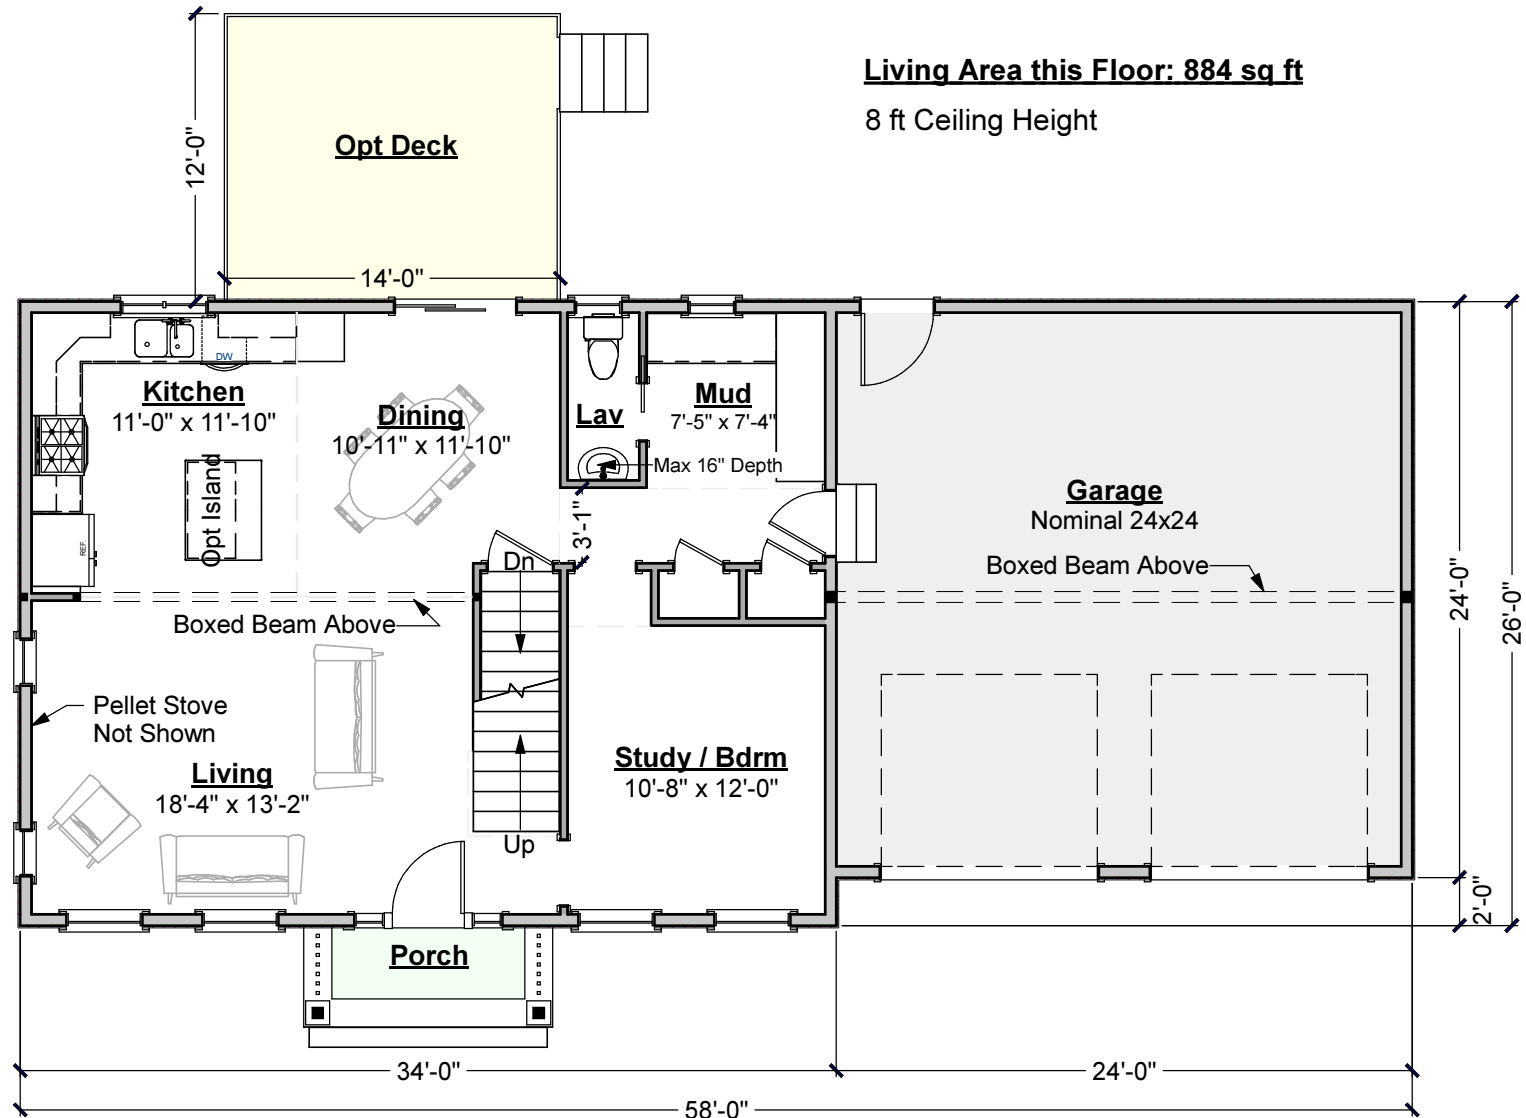 Living Area this Floor: 884 sq ft
8 ft Ceiling Height
12'-0"
Opt Deck
14'-0"
DW
Kitchen
11'-0" x 11'-10"
Dining
10'-11" x 11'-10"
Lav
Mud
7'-5" x 7'-4"
Max 16" Depth
Opt Island
REF.
3'-1"
Garage
Nominal 24x24
Dn
Boxed Beam Above
Boxed Beam Above
24'-0"
26'-0"
Pellet Stove
Not Shown
Living
18'-4" x 13'-2"
Study / Bdrm
10'-8" x 12'-0"
Up
2'-0"
Porch
34'-0"
24'-0"
58'-0"